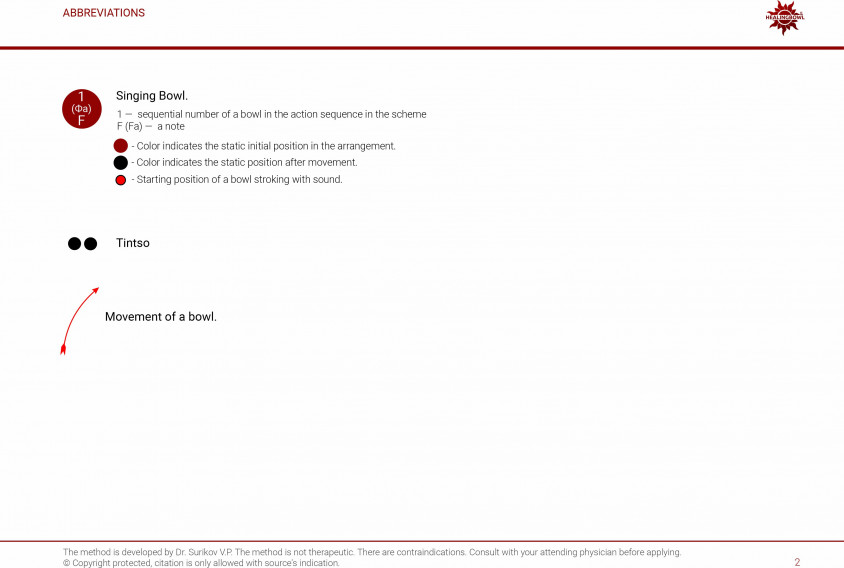 ABBREVIATIONS
HEALINGBOWL
1
(Фа)
F
Singing Bowl.
1 — sequential number of a bowl in the action sequence in the scheme
F (Fa) — a note
- Color indicates the static initial position in the arrangement.
- Color indicates the static position after movement.
- Starting position of a bowl stroking with sound.
Tintso
Movement of a bowl.
The method is developed by Dr. Surikov V.P. The method is not therapeutic. There are contraindications. Consult with your attending physician before applying.
© Copyright protected, citation is only allowed with source's indication.
2